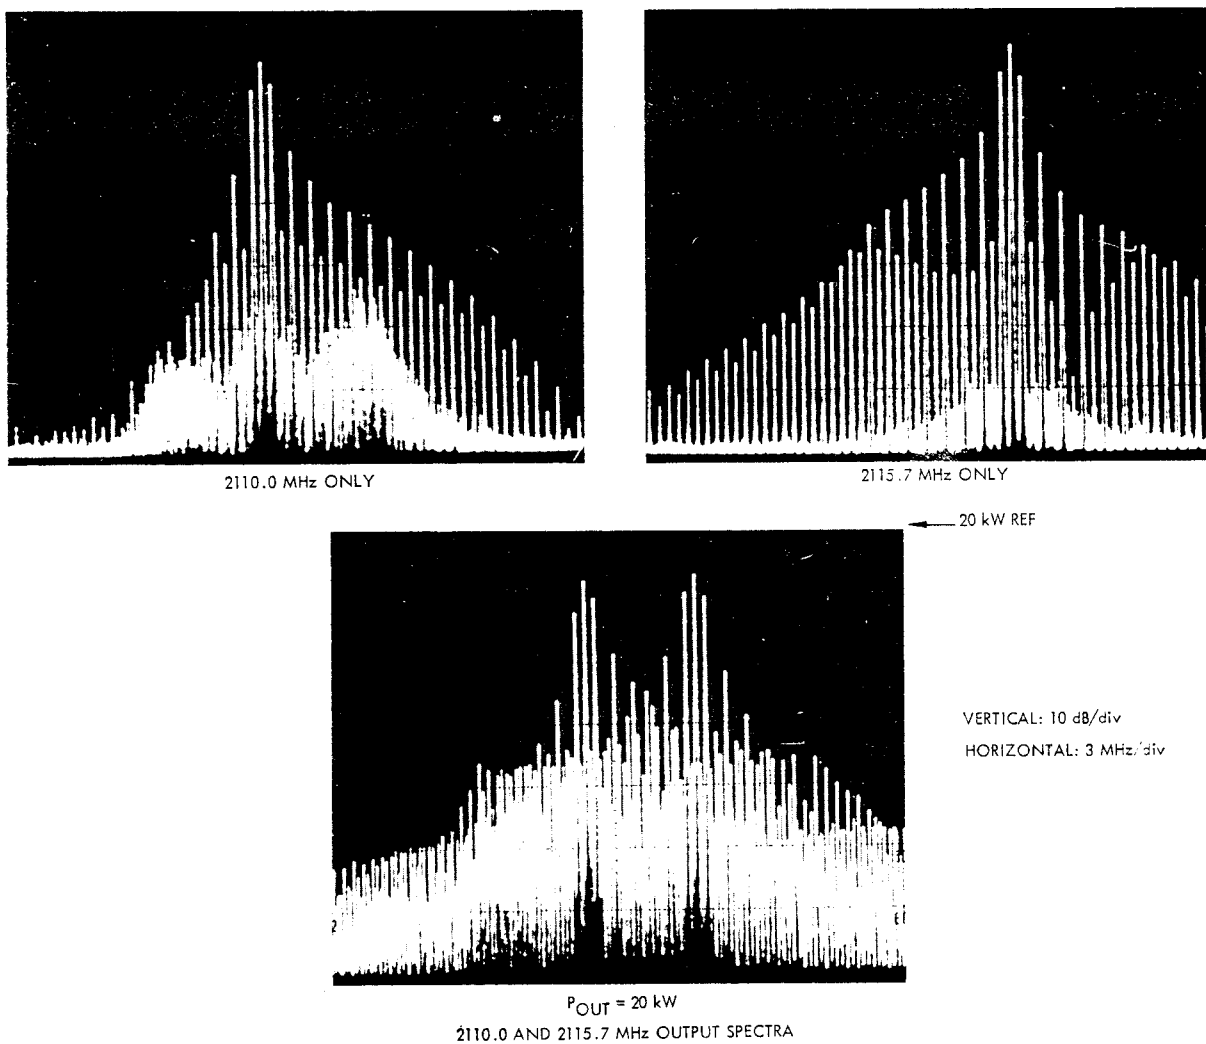 2110.0 MHz ONLY
2115.7 MHz ONLY
20 kW REF
VERTICAL: 10 dB/div
HORIZONTAL: 3 MHz/div
POUT = 20 kW
2110.0 AND 2115.7 MHz OUTPUT SPECTRA